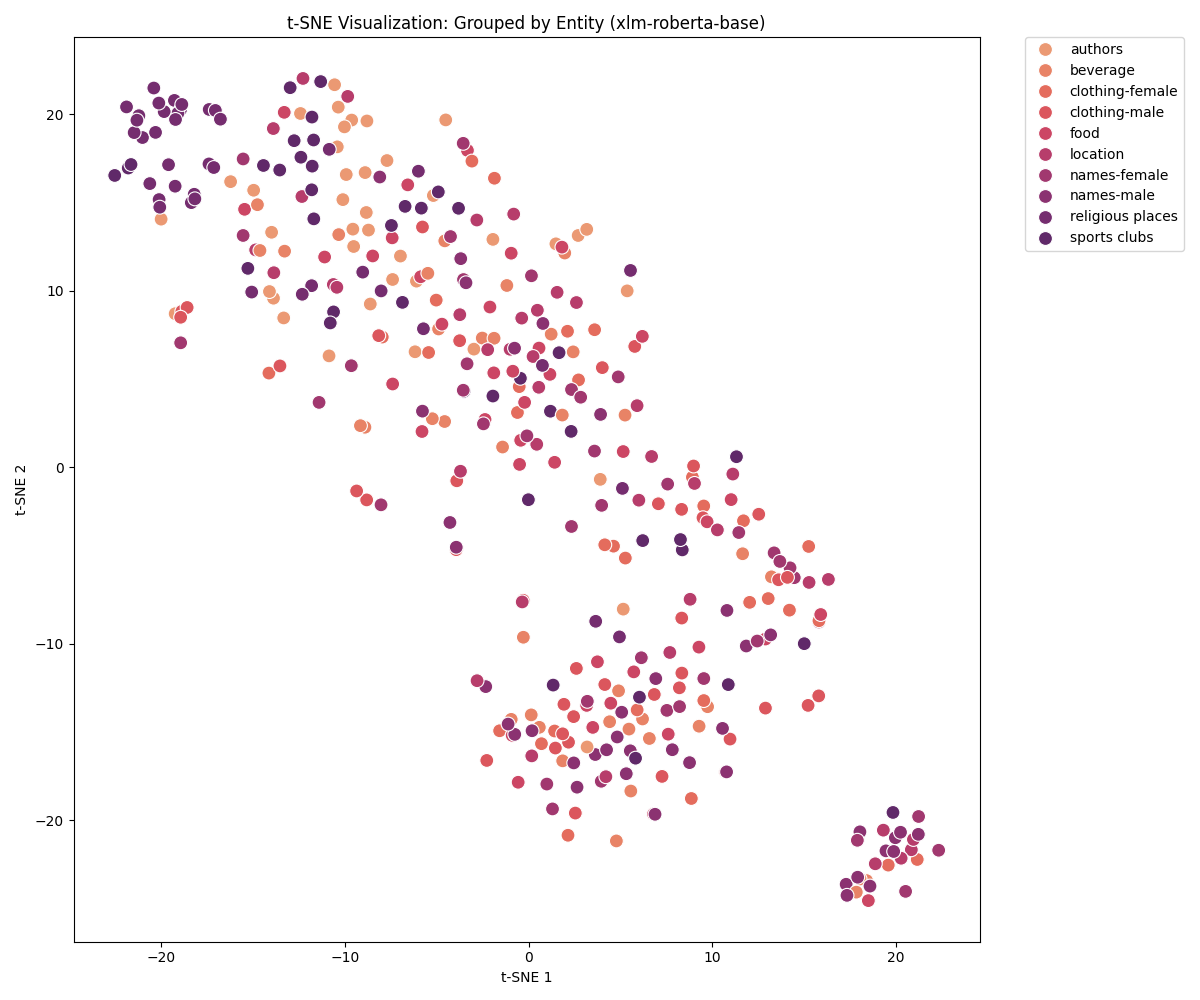 t-SNE Visualization: Grouped by Entity (xlm-roberta-base)
authors
beverage
clothing-female
clothing-male
food
location
names-female
names-male
religious places
sports clubs
t-SNE 2
20
10
0
−10
−20
−20
−10
0
10
20
t-SNE 1